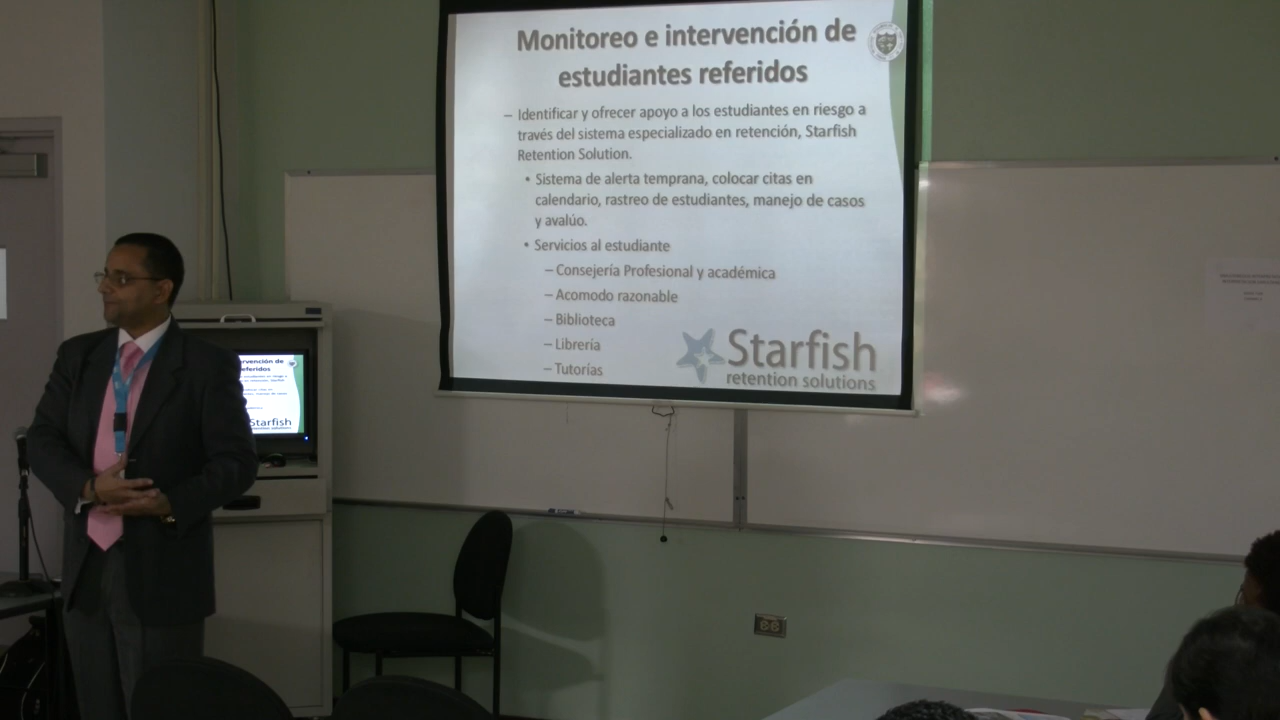 Monitoreo e intervención de
estudiantes referidos
– Identificar y ofrecer apoyo a los estudiantes en riesgo a
través del sistema especializado en retención, Starfish
Retention Solution.
• Sistema de alerta temprana, colocar citas en
calendario, rastreo de estudiantes, manejo de casos
y avalúo.
• Servicios al estudiante
– Consejería Profesional y académica
– Acomodo razonable
– Biblioteca
– Librería
– Tutorías
Starfish
retention solutions
Starfish